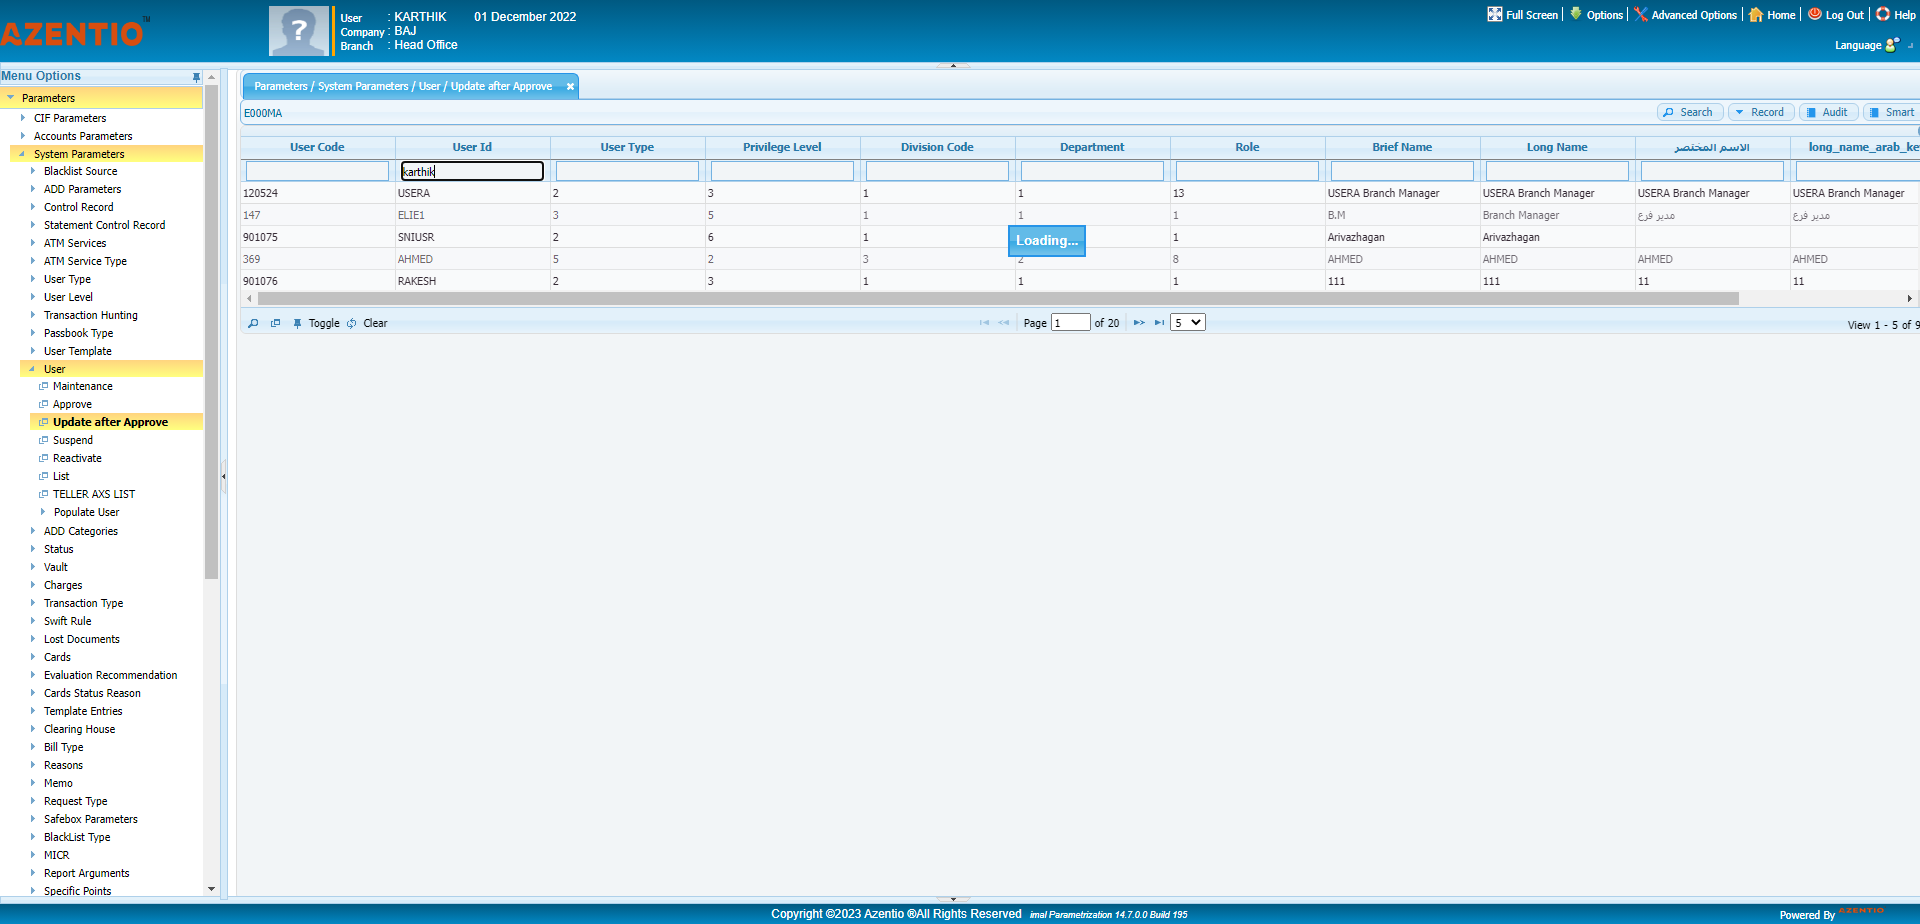 AZENTIO™
User : KARTHIK 01 December 2022
Company : BAJ
Branch : Head Office
Full Screen Options Advanced Options Home Log Out Help
Language
Menu Options
Parameters
CIF Parameters
Accounts Parameters
System Parameters
Blacklist Source
ADD Parameters
Control Record
Statement Control Record
ATM Services
ATM Service Type
User Type
User Level
Transaction Hunting
Passbook Type
User Template
User
Maintenance
Approve
Update after Approve
Suspend
Reactivate
List
TELLER AXS LIST
Populate User
ADD Categories
Status
Vault
Charges
Transaction Type
Swift Rule
Lost Documents
Cards
Evaluation Recommendation
Cards Status Reason
Template Entries
Clearing House
Bill Type
Reasons
Memo
Request Type
Safebox Parameters
BlackList Type
MICR
Report Arguments
Specific Points
Parameters / System Parameters / User / Update after Approve
E000MA
Search Record Audit Smart
User Code User Id User Type Privilege Level Division Code Department Role Brief Name Long Name الاسم المختصر long_name_arab_ke
karthik
120524 USERA 2 3 1 1 13 USERA Branch Manager USERA Branch Manager USERA Branch Manager USERA Branch Manager
147 ELIE1 3 5 1 1 1 B.M Branch Manager مدير فرع مدير فرع
901075 SNIUSR 2 6 1 1 Arivazhagan Arivazhagan
369 AHMED 5 2 3 2 8 AHMED AHMED AHMED AHMED
901076 RAKESH 2 3 1 1 1 111 111 11 11
Loading...
Toggle Clear
Page 1 of 20 5
View 1 - 5 of 9
Copyright ©2023 Azentio ®All Rights Reserved imal Parametrization 14.7.0.0 Build 195
Powered By AZENTIO